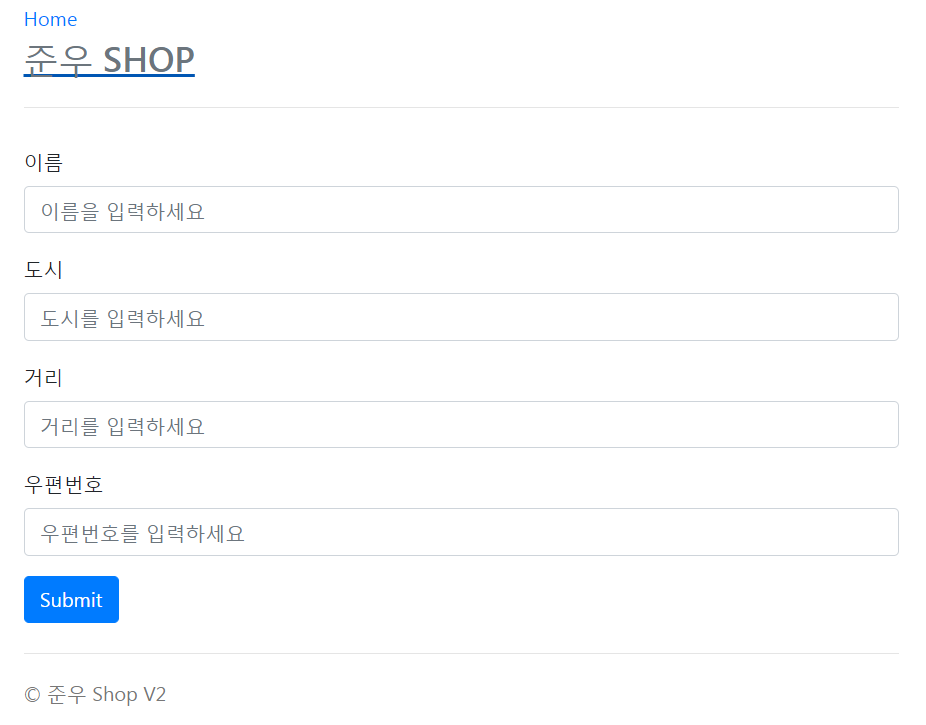 Home
준우 SHOP
이름
이름을 입력하세요
도시
도시를 입력하세요
거리
거리를 입력하세요
우편번호
우편번호를 입력하세요
Submit
© 준우 Shop V2